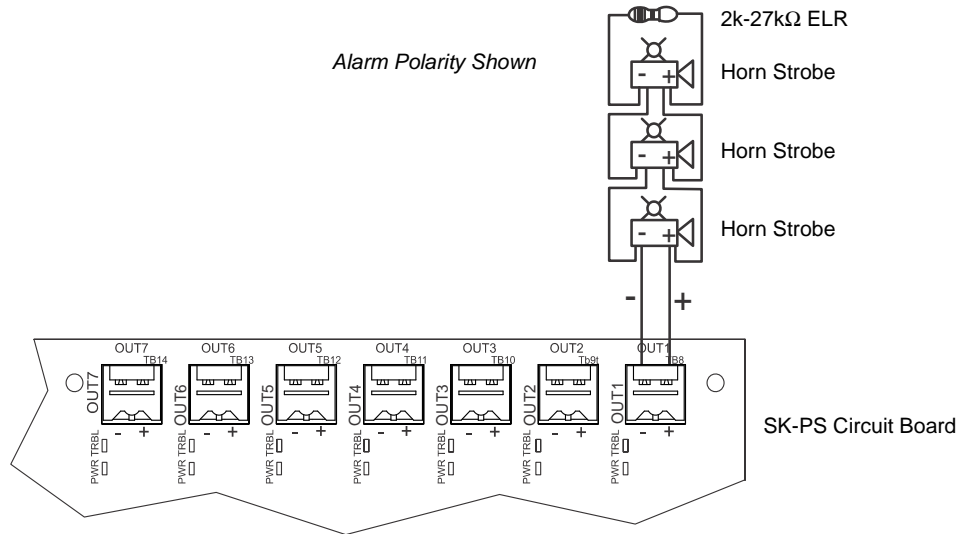 2k-27kΩ ELR
Alarm Polarity Shown
Horn Strobe
- +
Horn Strobe
- +
Horn Strobe
- +
- +
OUT7 OUT6 OUT5 OUT4 OUT3 OUT2 OUT1
TB14 TB13 TB12 TB11 TB10 Tb9t TB8
OUT7 OUT6 OUT5 OUT4 OUT3 OUT2 OUT1
SK-PS Circuit Board
- + - + - + - + - + - + - +
PWR TRBL PWR TRBL PWR TRBL PWR TRBL PWR TRBL PWR TRBL PWR TRBL